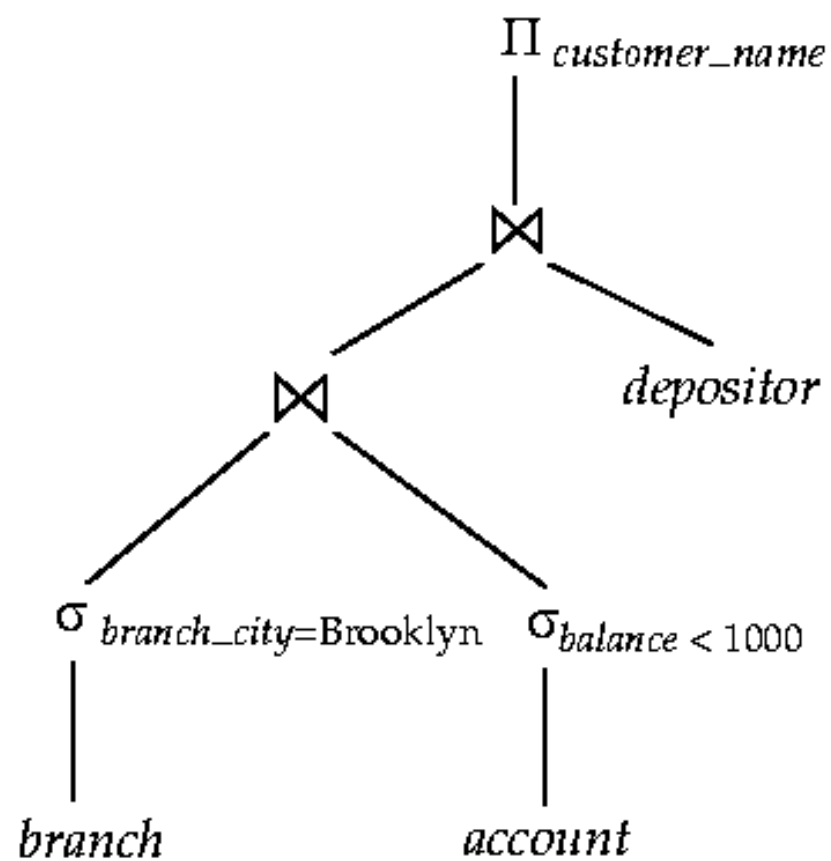 Π customer_name
⋈
⋈
depositor
σ branch_city=Brooklyn
σ balance < 1000
branch
account